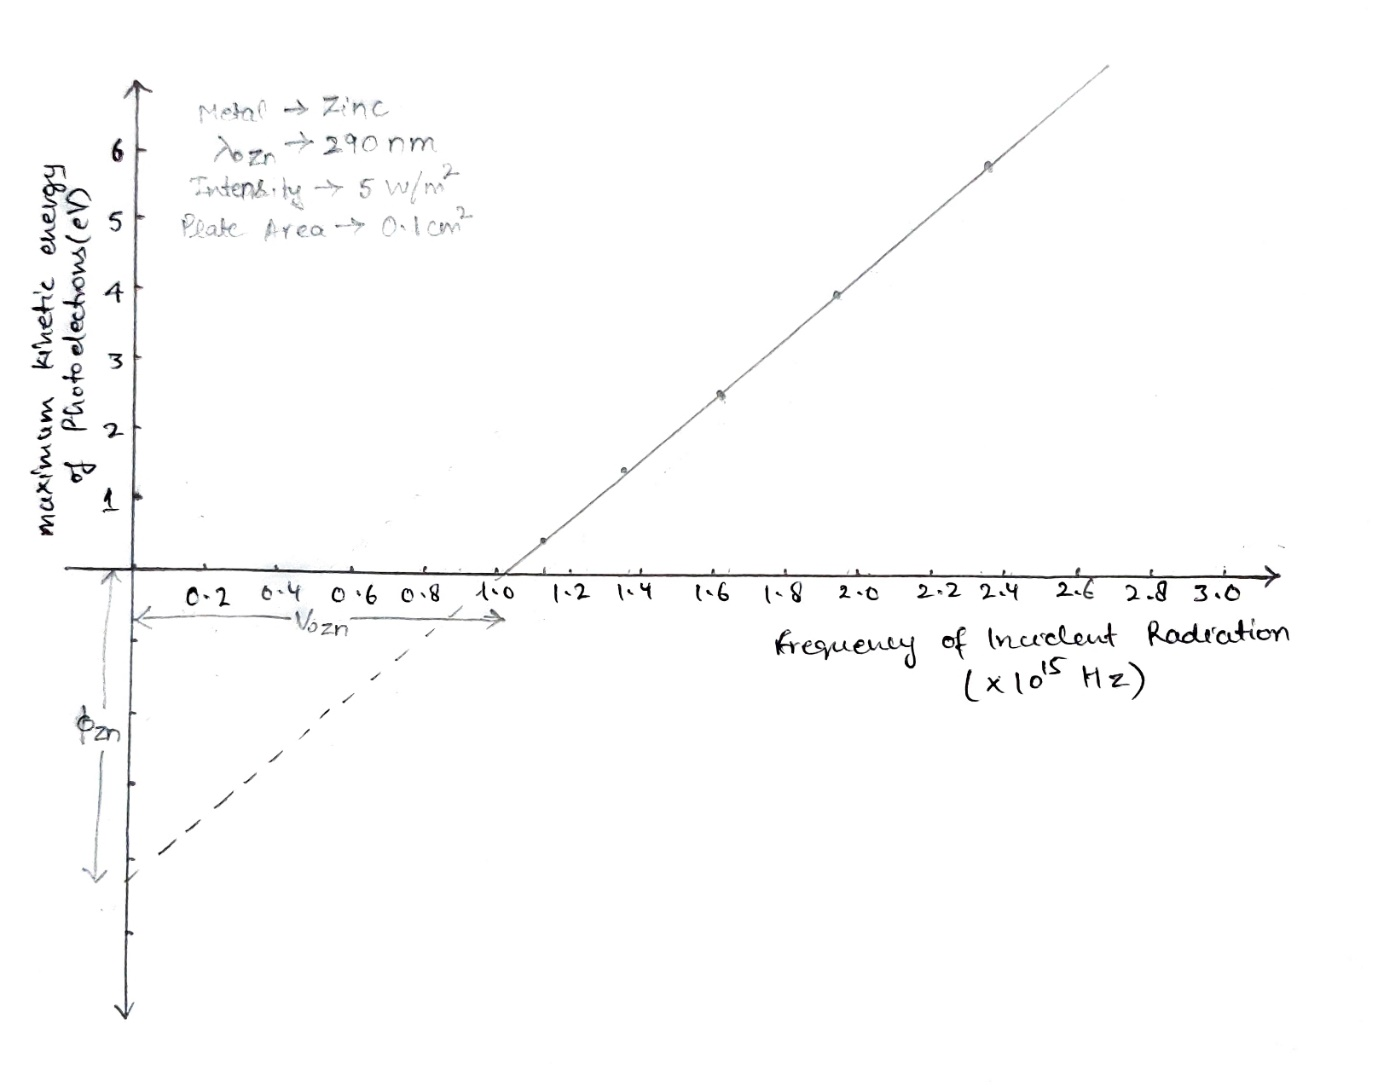 Metal → Zinc
λ₀Zn → 290 nm
Intensity → 5 W/m²
Plate Area → 0.1 cm²
maximum kinetic energy
of Photoelectrons (eV)
6
5
4
3
2
1
0.2 0.4 0.6 0.8 1.0 1.2 1.4 1.6 1.8 2.0 2.2 2.4 2.6 2.8 3.0
ν₀Zn
frequency of Incident Radiation
(×10¹⁵ Hz)
ϕZn